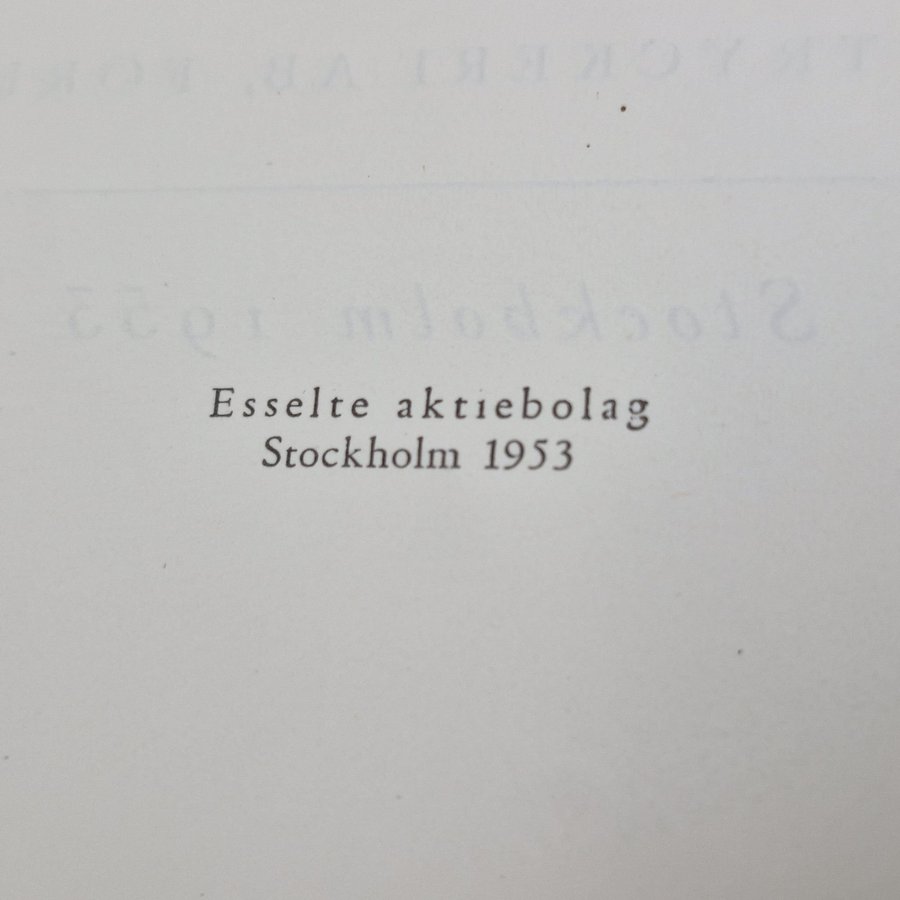 Esselte aktiebolag
Stockholm 1953